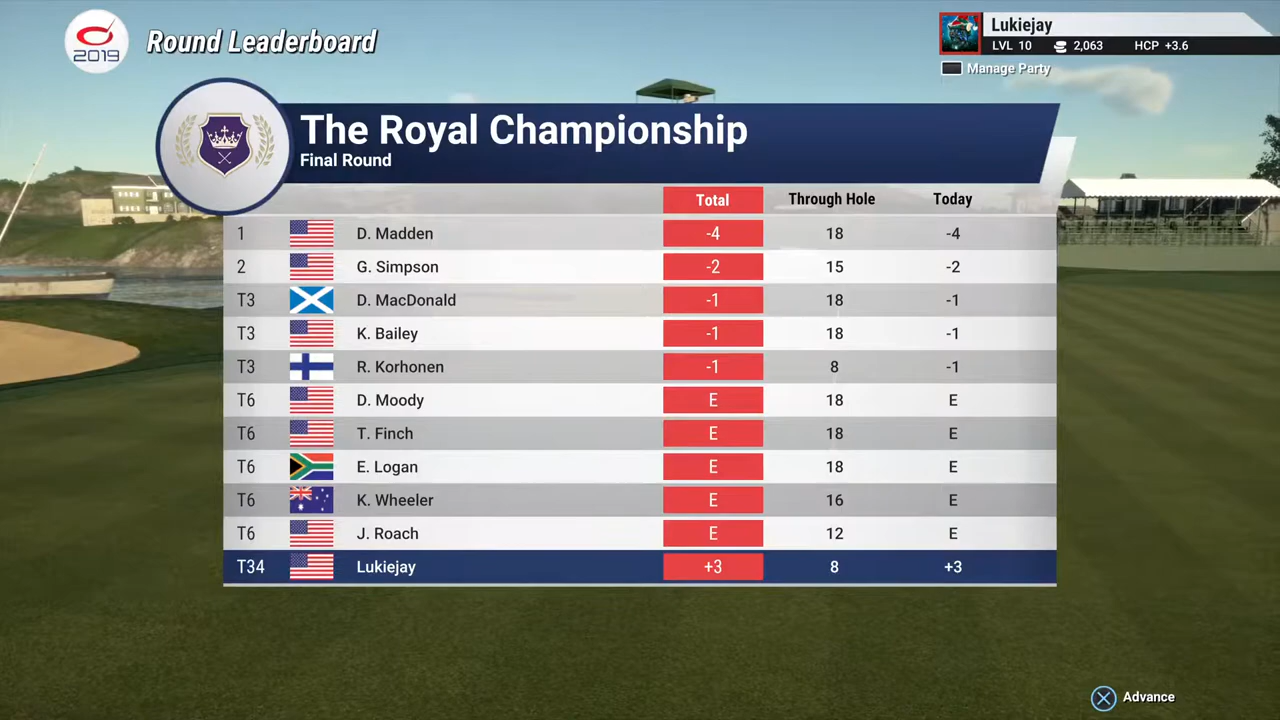 2019
Round Leaderboard
Lukiejay
LVL 10 2,063 HCP +3.6
Manage Party
The Royal Championship
Final Round
Total Through Hole Today
1 D. Madden -4 18 -4
2 G. Simpson -2 15 -2
T3 D. MacDonald -1 18 -1
T3 K. Bailey -1 18 -1
T3 R. Korhonen -1 8 -1
T6 D. Moody E 18 E
T6 T. Finch E 18 E
T6 E. Logan E 18 E
T6 K. Wheeler E 16 E
T6 J. Roach E 12 E
T34 Lukiejay +3 8 +3
Advance